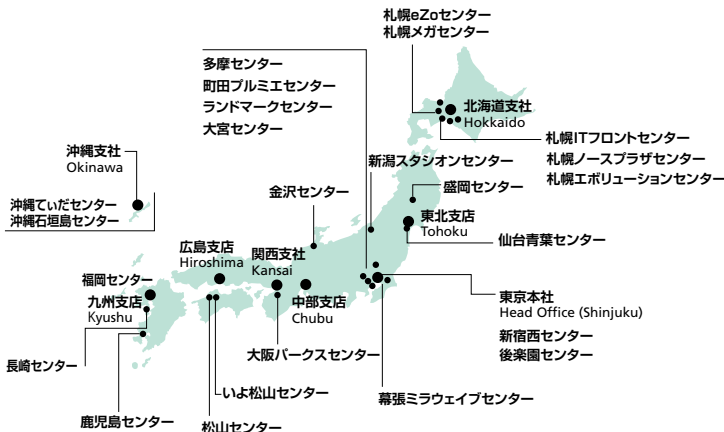 札幌eZoセンター
札幌メガセンター
多摩センター
町田プルミエセンター
ランドマークセンター
大宮センター
北海道支社
Hokkaido
札幌ITフロントセンター
札幌ノースプラザセンター
札幌エボリューションセンター
沖縄支社
Okinawa
沖縄てぃだセンター
沖縄石垣島センター
新潟スタシオンセンター
盛岡センター
金沢センター
東北支店
Tohoku
仙台青葉センター
広島支店
Hiroshima
関西支社
Kansai
福岡センター
九州支店
Kyushu
中部支店
Chubu
東京本社
Head Office (Shinjuku)
新宿西センター
後楽園センター
長崎センター
大阪パークスセンター
いよ松山センター
幕張ミラウェイブセンター
鹿児島センター
松山センター